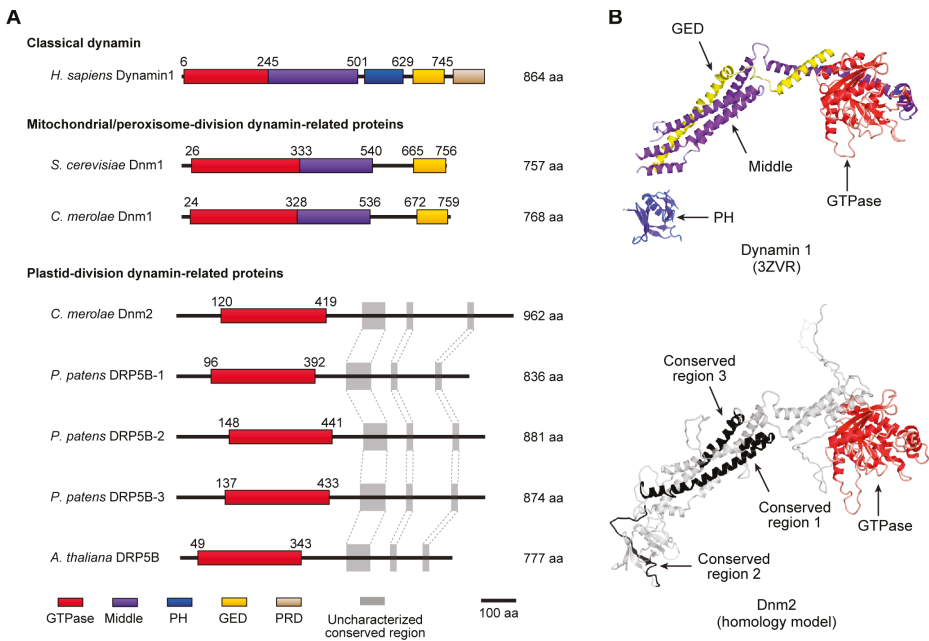 A
Classical dynamin
6 245 501 629 745
H. sapiens Dynamin1 864 aa
Mitochondrial/peroxisome-division dynamin-related proteins
26 333 540 665 756
S. cerevisiae Dnm1 757 aa
24 328 536 672 759
C. merolae Dnm1 768 aa
Plastid-division dynamin-related proteins
120 419
C. merolae Dnm2 962 aa
96 392
P. patens DRP5B-1 836 aa
148 441
P. patens DRP5B-2 881 aa
137 433
P. patens DRP5B-3 874 aa
49 343
A. thaliana DRP5B 777 aa
GTPase Middle PH GED PRD Uncharacterized
conserved region
100 aa
B
GED
Middle
GTPase
PH
Dynamin 1
(3ZVR)
Conserved
region 3
Conserved
region 1
GTPase
Conserved
region 2
Dnm2
(homology model)